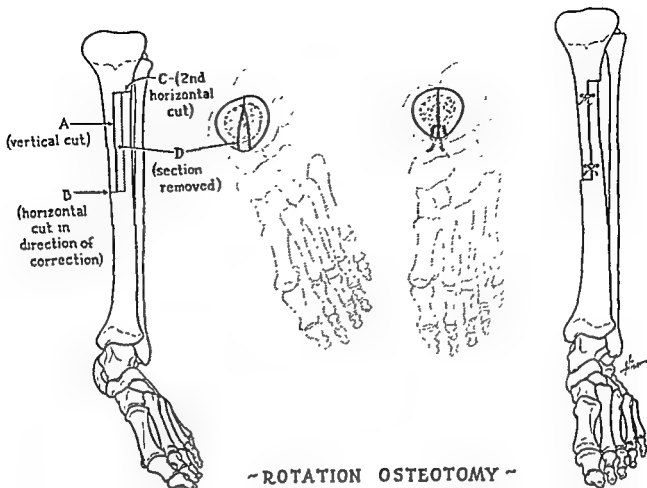 C-(2nd
horizontal
cut)
A
(vertical cut)
D
(section
removed)
B
(horizontal
cut in
direction of
correction)
~ROTATION OSTEOTOMY~